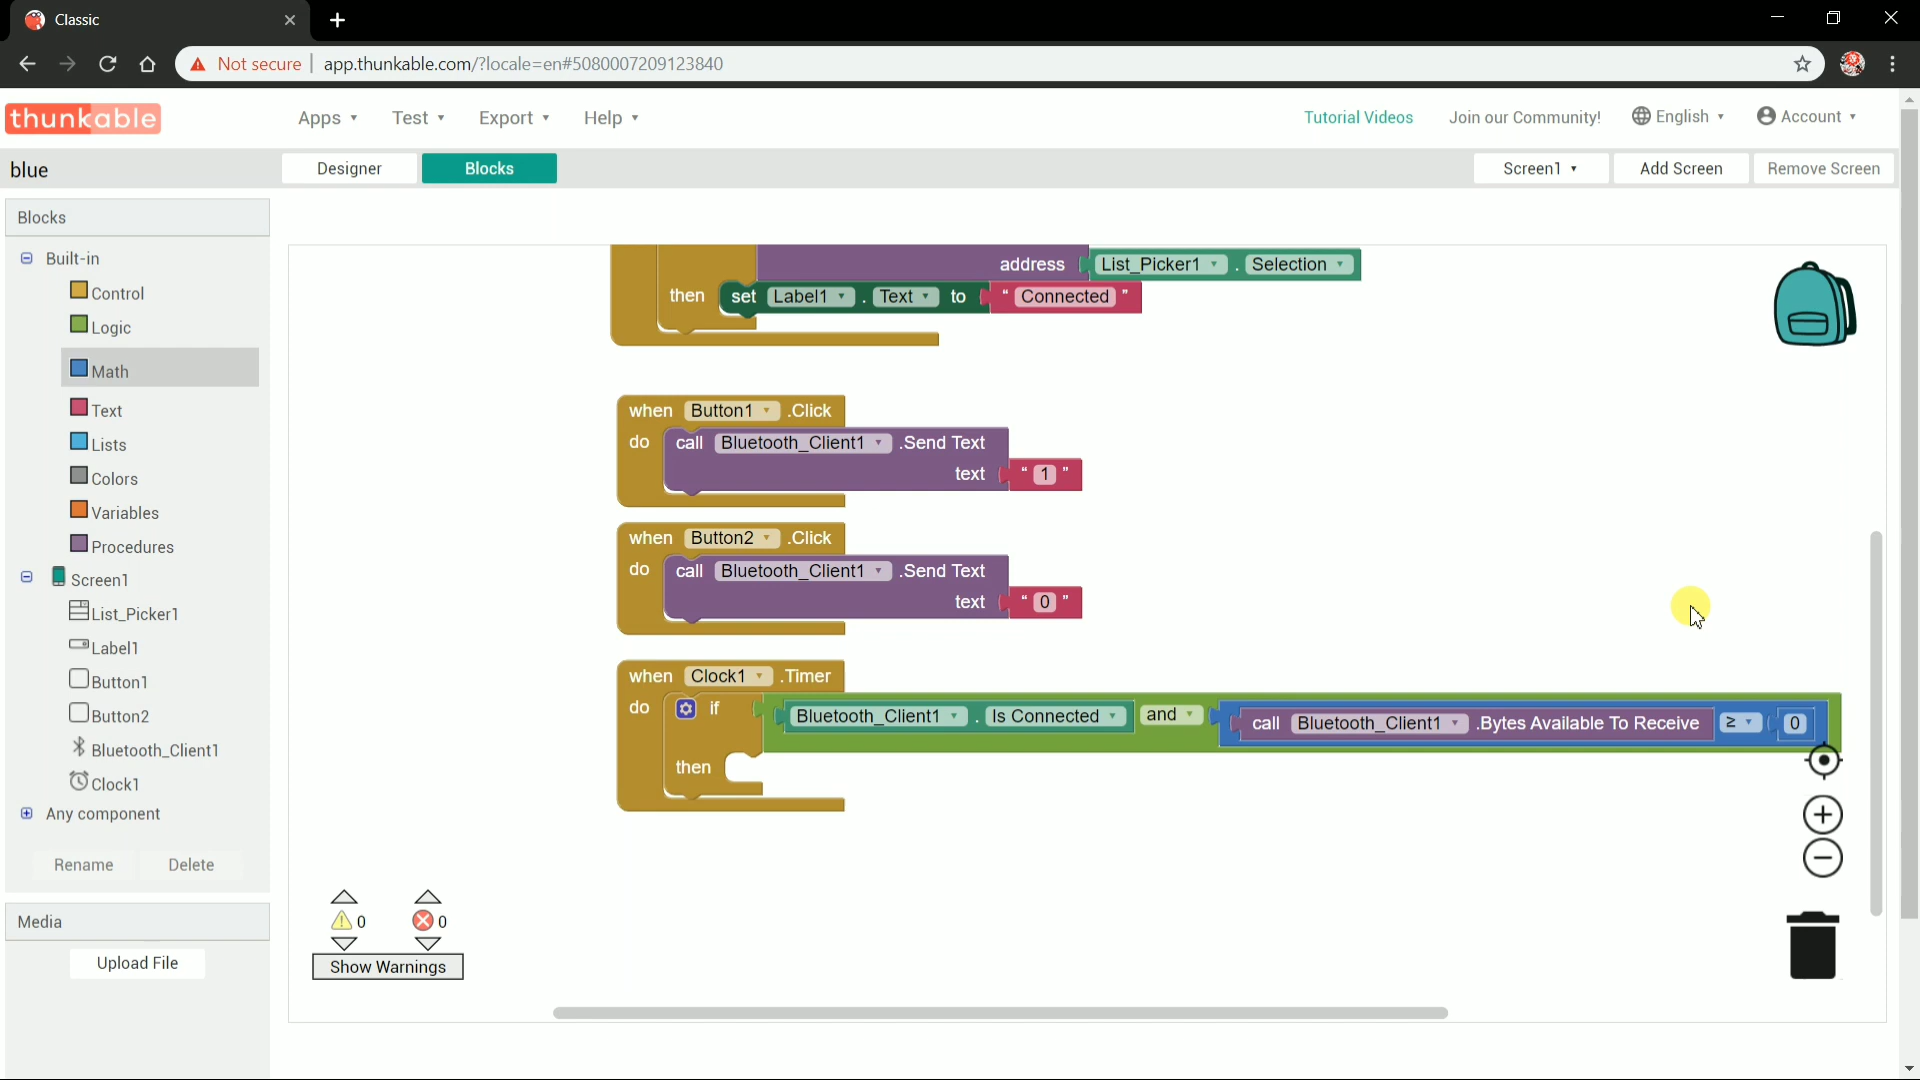 Classic
Not secure
app.thunkable.com/?locale=en#5080007209123840
thunkable
Apps ▾ Test ▾ Export ▾ Help ▾
Tutorial Videos Join our Community! English ▾ Account ▾
blue
Designer
Blocks
Screen1 ▾
Add Screen
Remove Screen
Blocks
Built-in
Control
Logic
Math
Text
Lists
Colors
Variables
Procedures
Screen1
List_Picker1
Label1
Button1
Button2
Bluetooth_Client1
Clock1
Any component
Rename Delete
Media
Upload File
address List_Picker1 ▾ . Selection ▾
then set Label1 ▾ . Text ▾ to " Connected "
when Button1 ▾ .Click
do call Bluetooth_Client1 ▾ .Send Text
text " 1 "
when Button2 ▾ .Click
do call Bluetooth_Client1 ▾ .Send Text
text " 0 "
when Clock1 ▾ .Timer
do if Bluetooth_Client1 ▾ . Is Connected ▾ and ▾ call Bluetooth_Client1 ▾ .Bytes Available To Receive ≥ ▾ 0
then
0 0
Show Warnings